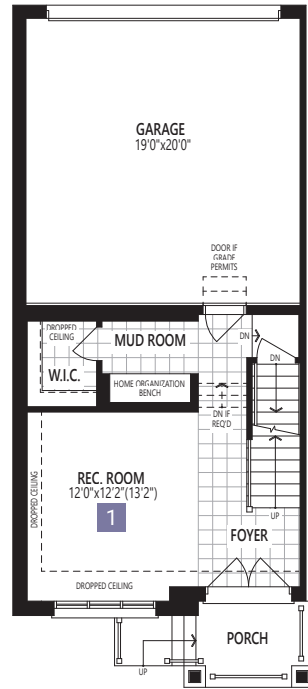 GARAGE
19'0"x20'0"
DOOR IF
GRADE
PERMITS
DROPPED
CEILING
MUD ROOM
DN
DN
W.I.C.
HOME ORGANIZATION
BENCH
DN IF
REQ'D
REC. ROOM
12'0"x12'2"(13'2")
1
DROPPED CEILING
UP
FOYER
DROPPED CEILING
PORCH
UP